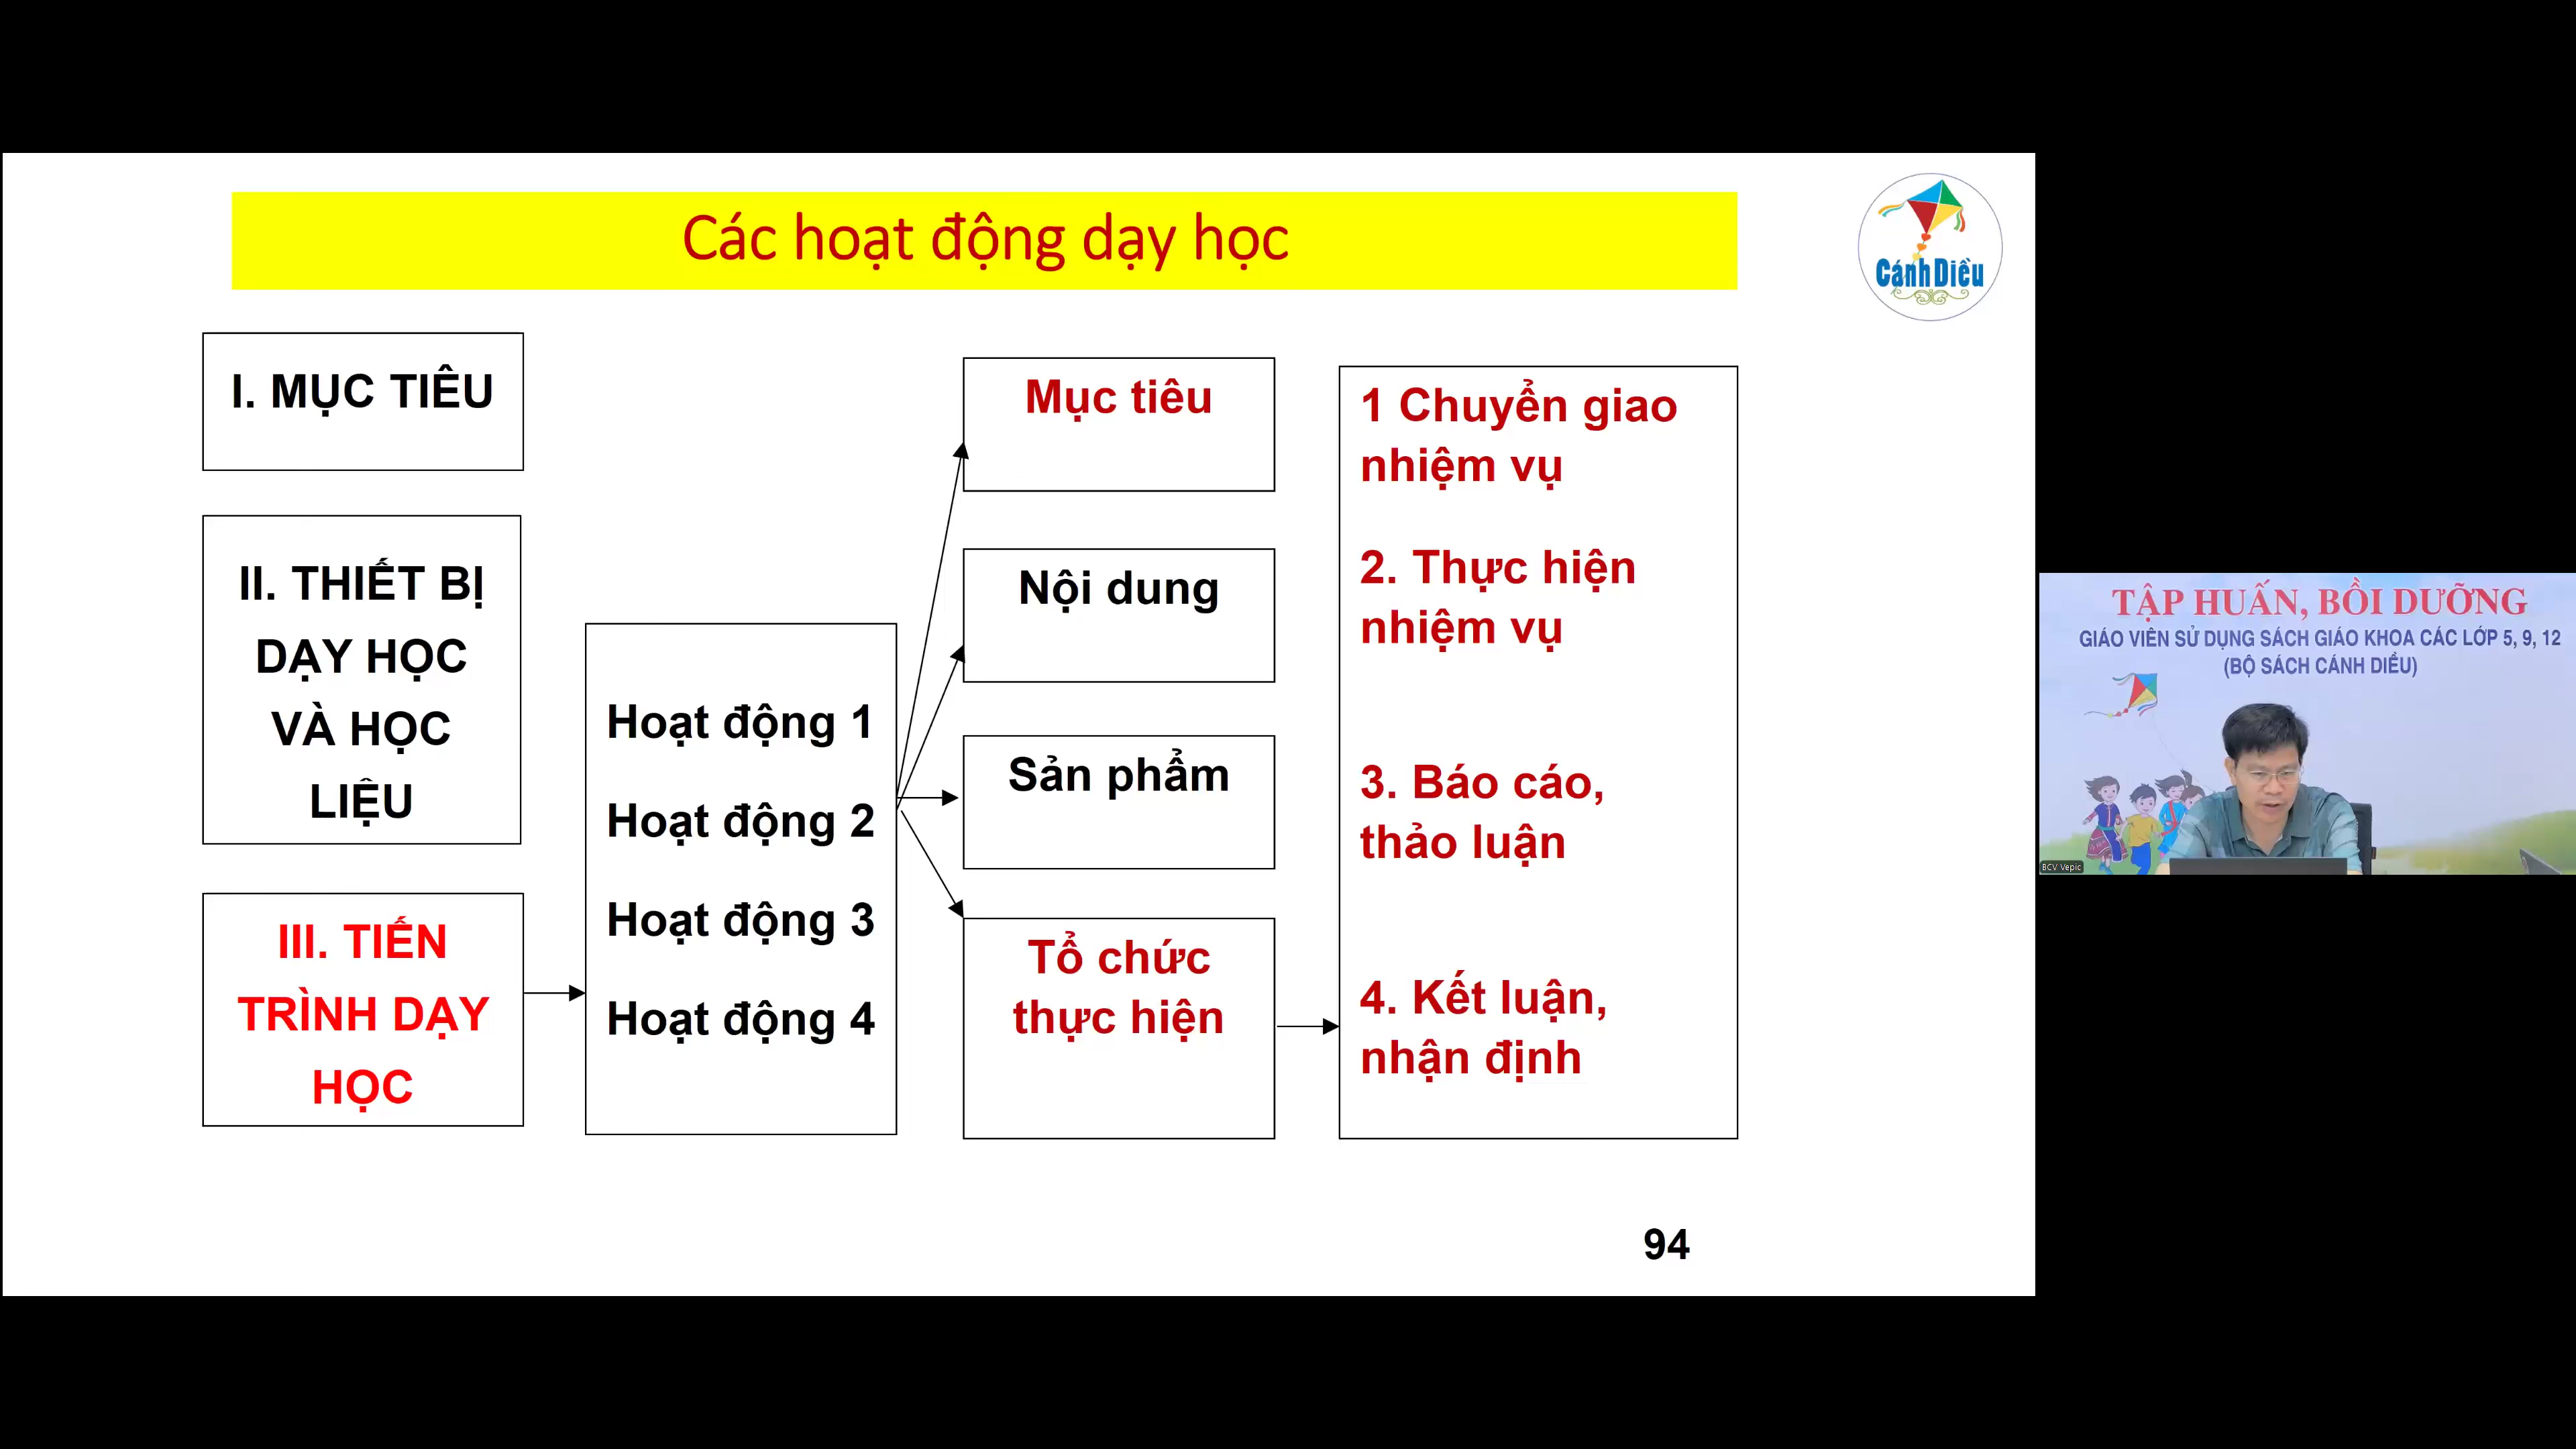 Các hoạt động dạy học
Cánh Diều
I. MỤC TIÊU
II. THIẾT BỊ
DẠY HỌC
VÀ HỌC
LIỆU
III. TIẾN
TRÌNH DẠY
HỌC
Hoạt động 1
Hoạt động 2
Hoạt động 3
Hoạt động 4
Mục tiêu
Nội dung
Sản phẩm
Tổ chức
thực hiện
1 Chuyển giao
nhiệm vụ
2. Thực hiện
nhiệm vụ
3. Báo cáo,
thảo luận
4. Kết luận,
nhận định
94
TẬP HUẤN, BỒI DƯỠNG
GIÁO VIÊN SỬ DỤNG SÁCH GIÁO KHOA CÁC LỚP 5, 9, 12
(BỘ SÁCH CÁNH DIỀU)
BCV Vepic